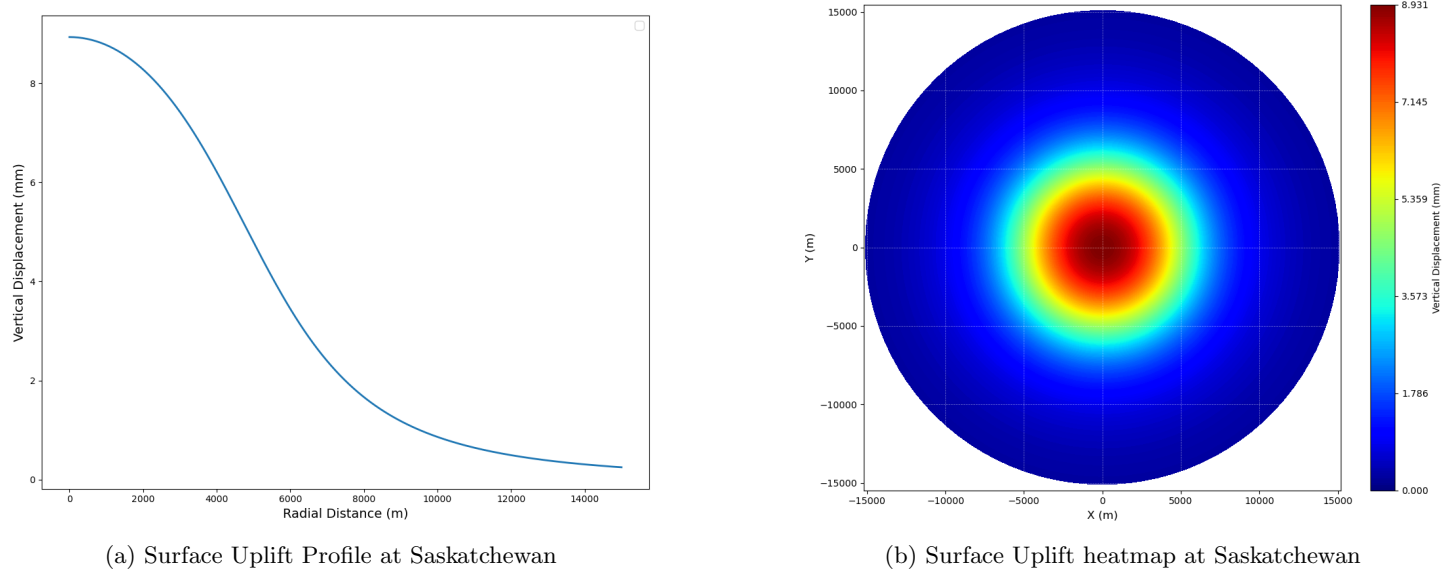 8
6
4
2
0
Vertical Displacement (mm)
0 2000 4000 6000 8000 10000 12000 14000
Radial Distance (m)
(a) Surface Uplift Profile at Saskatchewan
15000
10000
5000
0
−5000
−10000
−15000
Y (m)
−15000 −10000 −5000 0 5000 10000 15000
X (m)
8.931
7.145
5.359
3.573
1.786
0.000
Vertical Displacement (mm)
(b) Surface Uplift heatmap at Saskatchewan